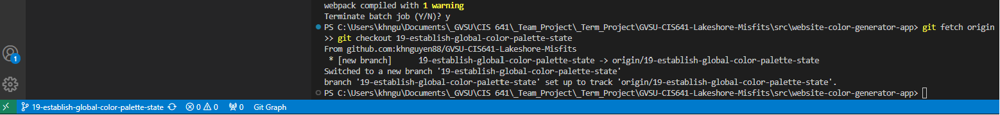 webpack compiled with 1 warning
Terminate batch job (Y/N)? y
PS C:\Users\khngu\Documents\_GVSU\CIS 641\_Team_Project\_Term_Project\GVSU-CIS641-Lakeshore-Misfits\src\website-color-generator-app> git fetch origin
>> git checkout 19-establish-global-color-palette-state
From github.com:khnguyen88/GVSU-CIS641-Lakeshore-Misfits
* [new branch] 19-establish-global-color-palette-state -> origin/19-establish-global-color-palette-state
Switched to a new branch '19-establish-global-color-palette-state'
branch '19-establish-global-color-palette-state' set up to track 'origin/19-establish-global-color-palette-state'.
1
PS C:\Users\khngu\Documents\_GVSU\CIS 641\_Team_Project\_Term_Project\GVSU-CIS641-Lakeshore-Misfits\src\website-color-generator-app>
19-establish-global-color-palette-state 0 0 0 Git Graph